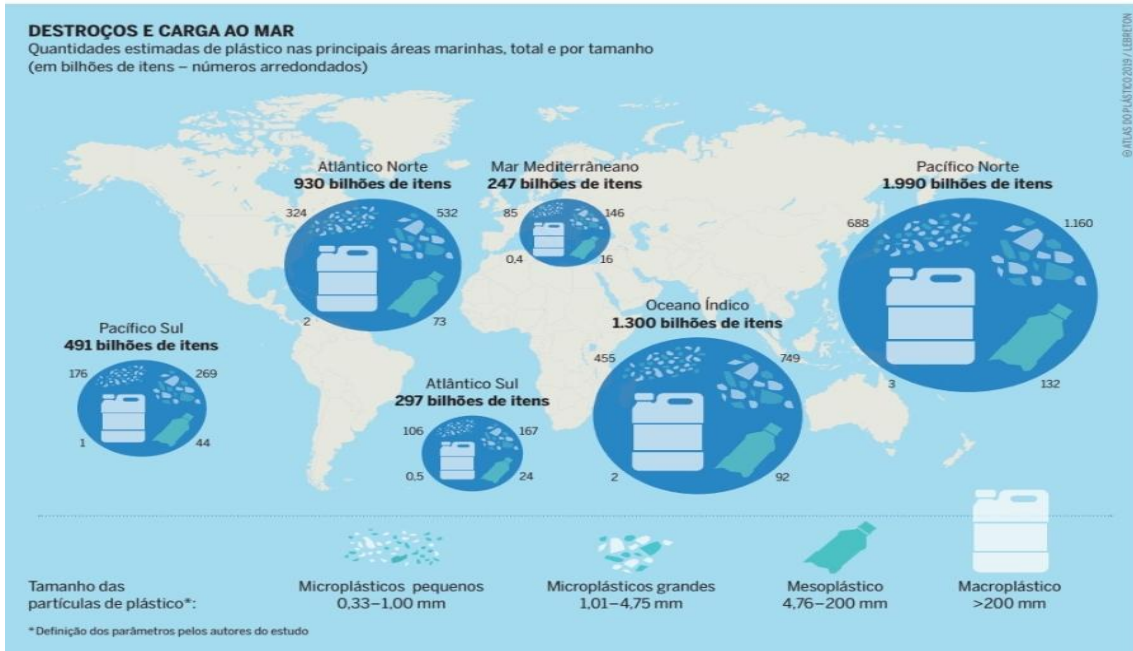 DESTROÇOS E CARGA AO MAR
Quantidades estimadas de plástico nas principais áreas marinhas, total e por tamanho
(em bilhões de itens – números arredondados)
© ATLAS DO PLÁSTICO 2019 / LEBRETON
Atlântico Norte
930 bilhões de itens
324
532
2
73
Mar Mediterrâneo
247 bilhões de itens
85
146
0,4
16
Pacífico Norte
1.990 bilhões de itens
688
1.160
3
132
Pacífico Sul
491 bilhões de itens
176
269
1
44
Atlântico Sul
297 bilhões de itens
106
167
0,5
24
Oceano Índico
1.300 bilhões de itens
455
749
2
92
Tamanho das
partículas de plástico*:
Microplásticos pequenos
0,33–1,00 mm
Microplásticos grandes
1,01–4,75 mm
Mesoplástico
4,76–200 mm
Macroplástico
>200 mm
*Definição dos parâmetros pelos autores do estudo